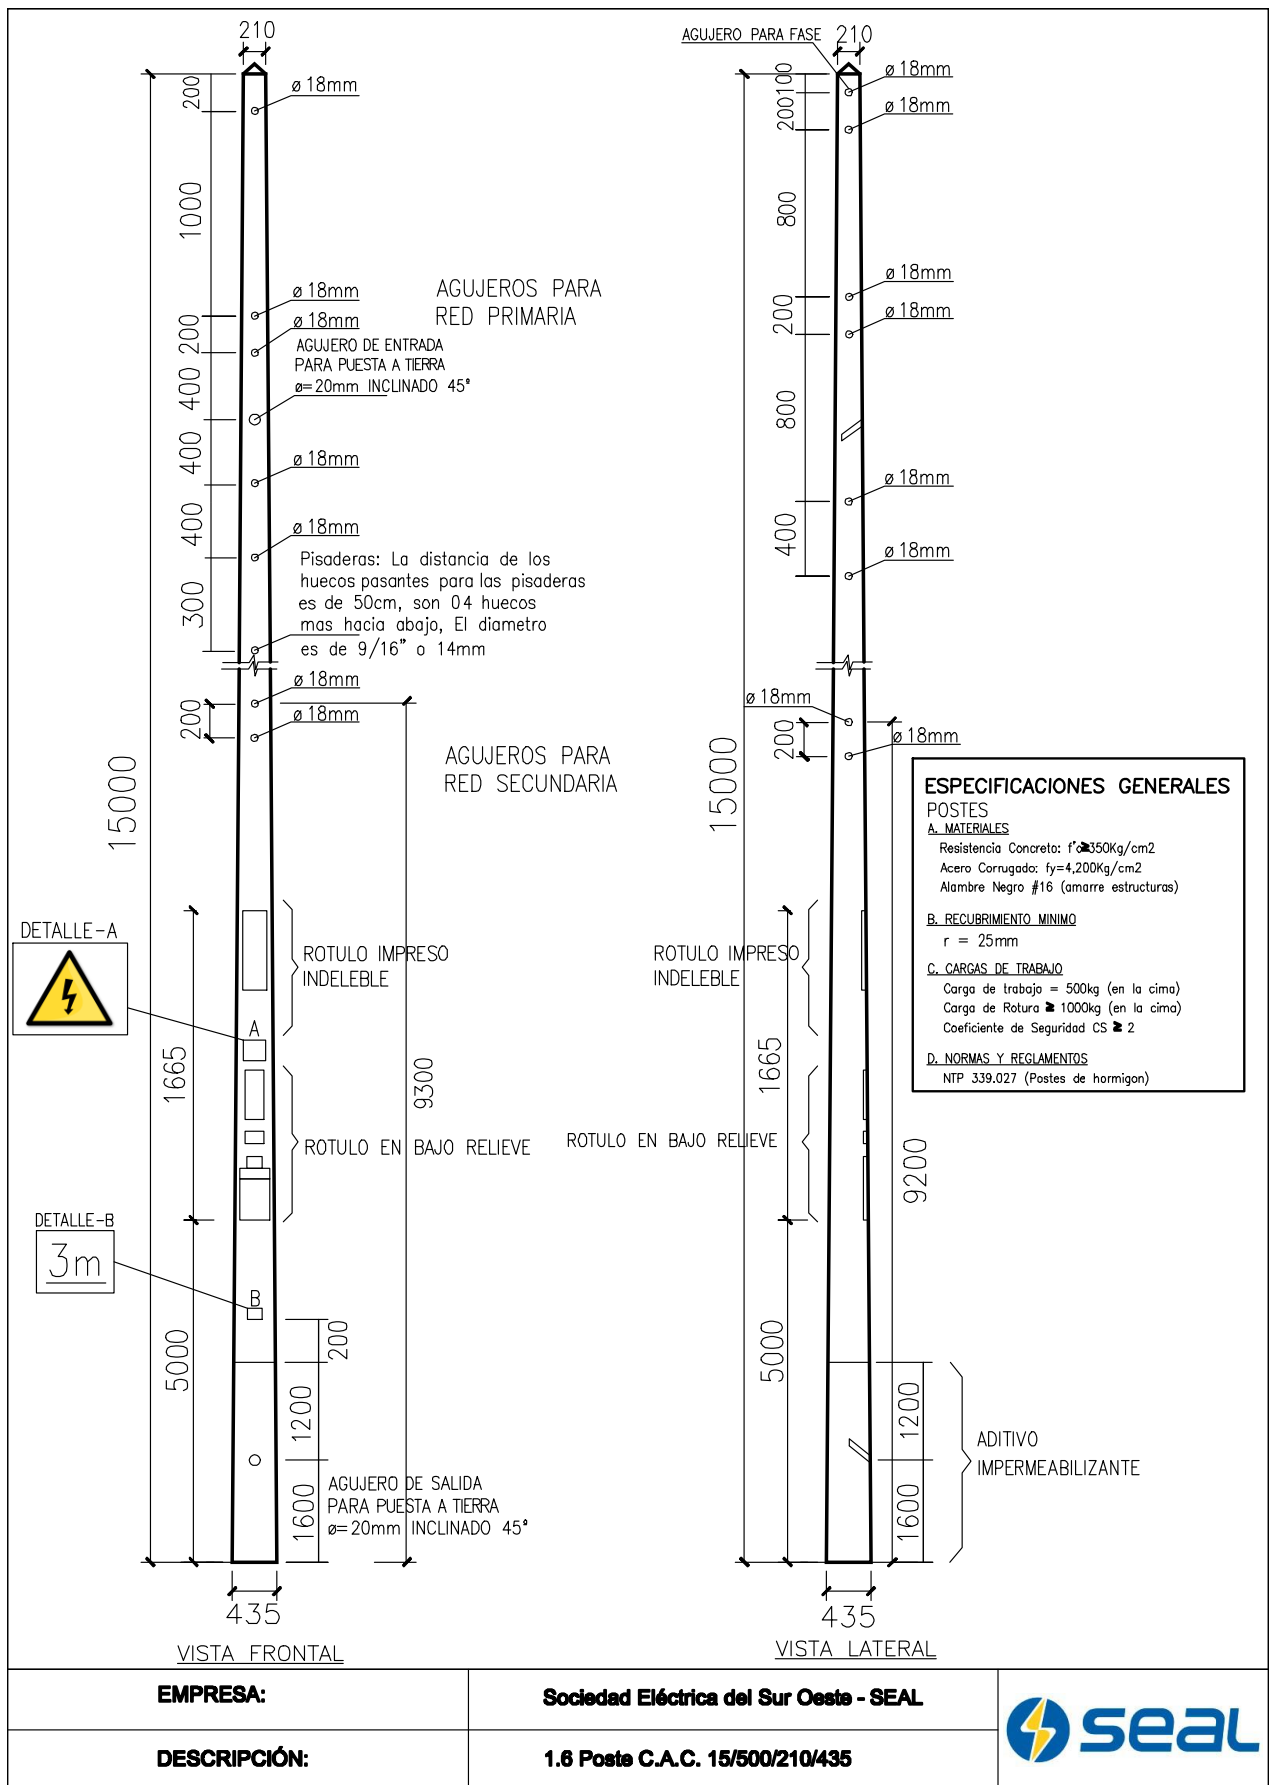 210
200
ø 18mm
1000
ø 18mm
AGUJEROS PARA
RED PRIMARIA
200
ø 18mm
AGUJERO DE ENTRADA
PARA PUESTA A TIERRA
ø=20mm INCLINADO 45°
400
400
ø 18mm
400
ø 18mm
300
Pisaderas: La distancia de los
huecos pasantes para las pisaderas
es de 50cm, son 04 huecos
mas hacia abajo, El diametro
es de 9/16" o 14mm
ø 18mm
200
ø 18mm
AGUJEROS PARA
RED SECUNDARIA
15000
DETALLE-A
ROTULO IMPRESO
INDELEBLE
A
1665
9300
ROTULO EN BAJO RELIEVE
DETALLE-B
3m
B
200
5000
1200
1600
AGUJERO DE SALIDA
PARA PUESTA A TIERRA
ø=20mm INCLINADO 45°
435
VISTA FRONTAL
AGUJERO PARA FASE
210
100
ø 18mm
200
ø 18mm
800
ø 18mm
200
ø 18mm
800
ø 18mm
400
ø 18mm
ø 18mm
200
ø 18mm
15000
ROTULO IMPRESO
INDELEBLE
1665
ROTULO EN BAJO RELIEVE
9200
5000
1200
1600
ADITIVO
IMPERMEABILIZANTE
435
VISTA LATERAL
ESPECIFICACIONES GENERALES
POSTES
A. MATERIALES
Resistencia Concreto: f'c≥350Kg/cm2
Acero Corrugado: fy=4,200Kg/cm2
Alambre Negro #16 (amarre estructuras)
B. RECUBRIMIENTO MINIMO
r = 25mm
C. CARGAS DE TRABAJO
Carga de trabajo = 500kg (en la cima)
Carga de Rotura ≥ 1000kg (en la cima)
Coeficiente de Seguridad CS ≥ 2
D. NORMAS Y REGLAMENTOS
NTP 339.027 (Postes de hormigon)
EMPRESA:
Sociedad Eléctrica del Sur Oeste - SEAL
DESCRIPCIÓN:
1.6 Poste C.A.C. 15/500/210/435
seal